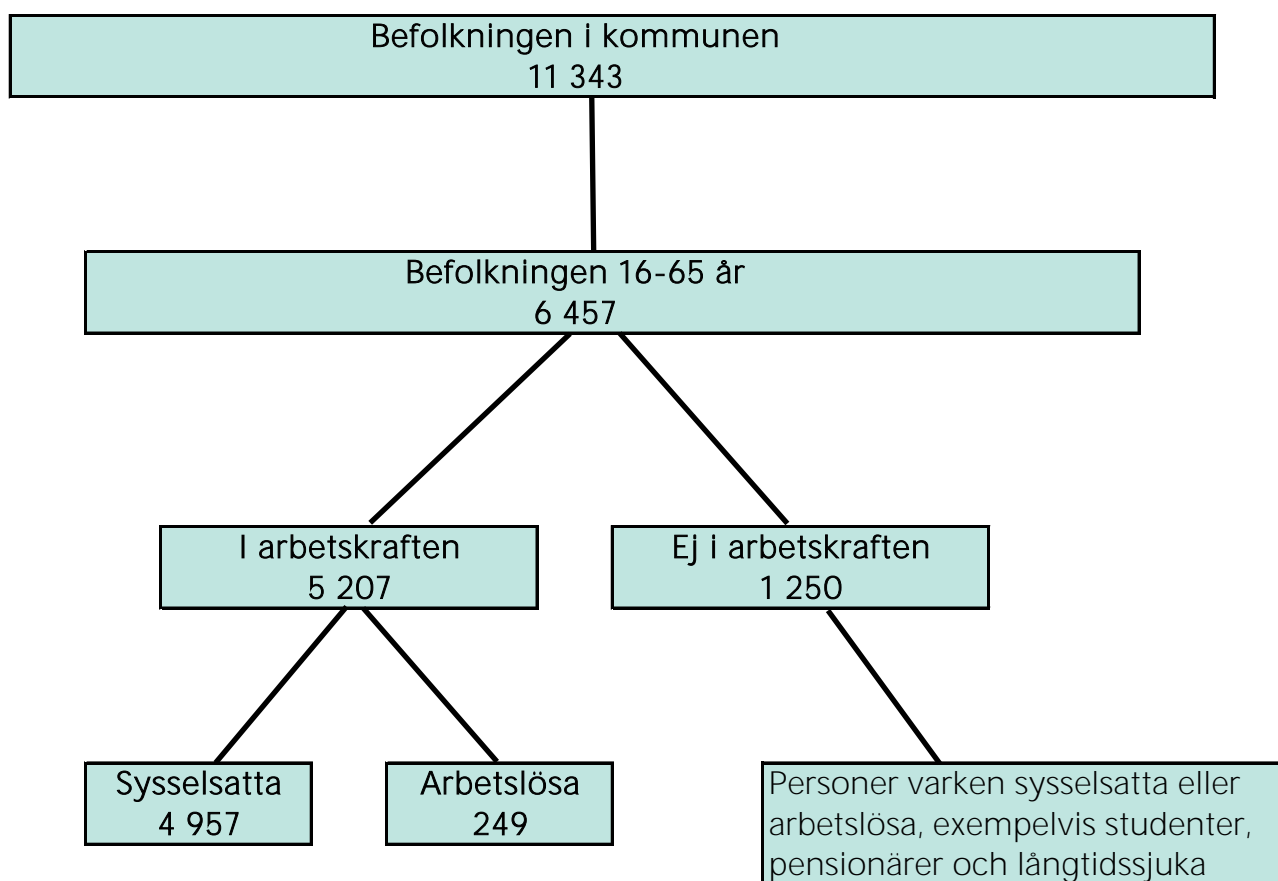 Befolkningen i kommunen
11 343
Befolkningen 16-65 år
6 457
I arbetskraften
5 207
Ej i arbetskraften
1 250
Sysselsatta
4 957
Arbetslösa
249
Personer varken sysselsatta eller
arbetslösa, exempelvis studenter,
pensionärer och långtidssjuka